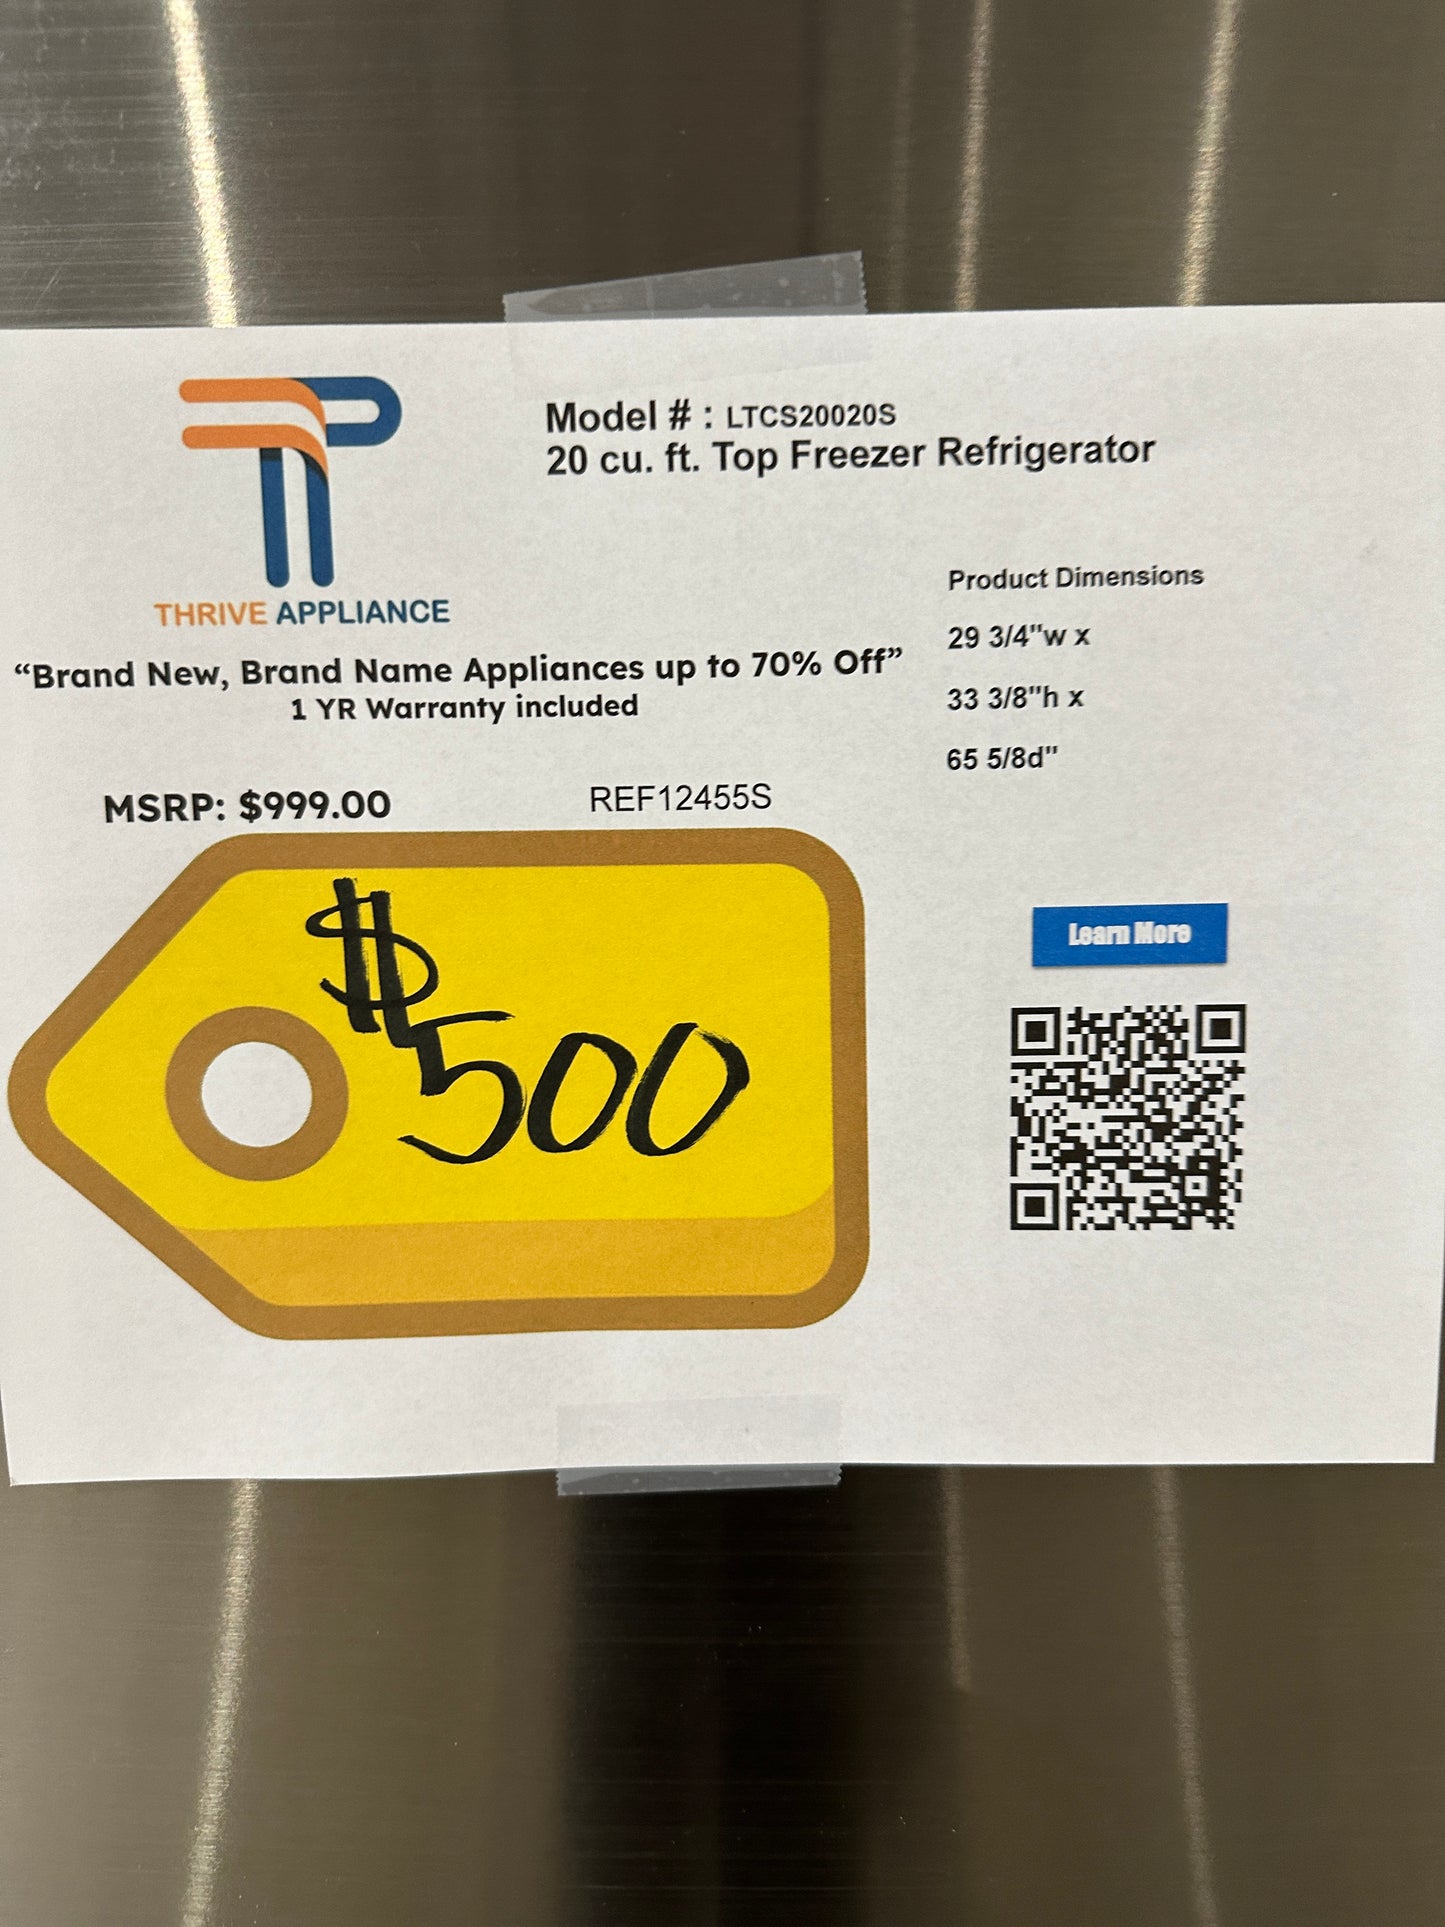 Model # : LTCS20020S
20 cu. ft. Top Freezer Refrigerator
THRIVE APPLIANCE
“Brand New, Brand Name Appliances up to 70% Off”
1 YR Warranty included
Product Dimensions
29 3/4"w x
33 3/8"h x
65 5/8d"
MSRP: $999.00
REF12455S
$500
Learn More